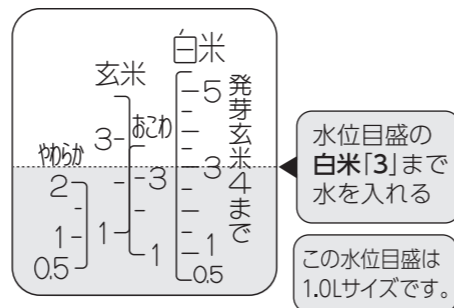 白米
玄米
おこわ
やわらか
5
3
1
0.5
発芽玄米4まで
3
1
3
1
2
1
0.5
水位目盛の
白米「3」まで
水を入れる
この水位目盛は
1.0Lサイズです。